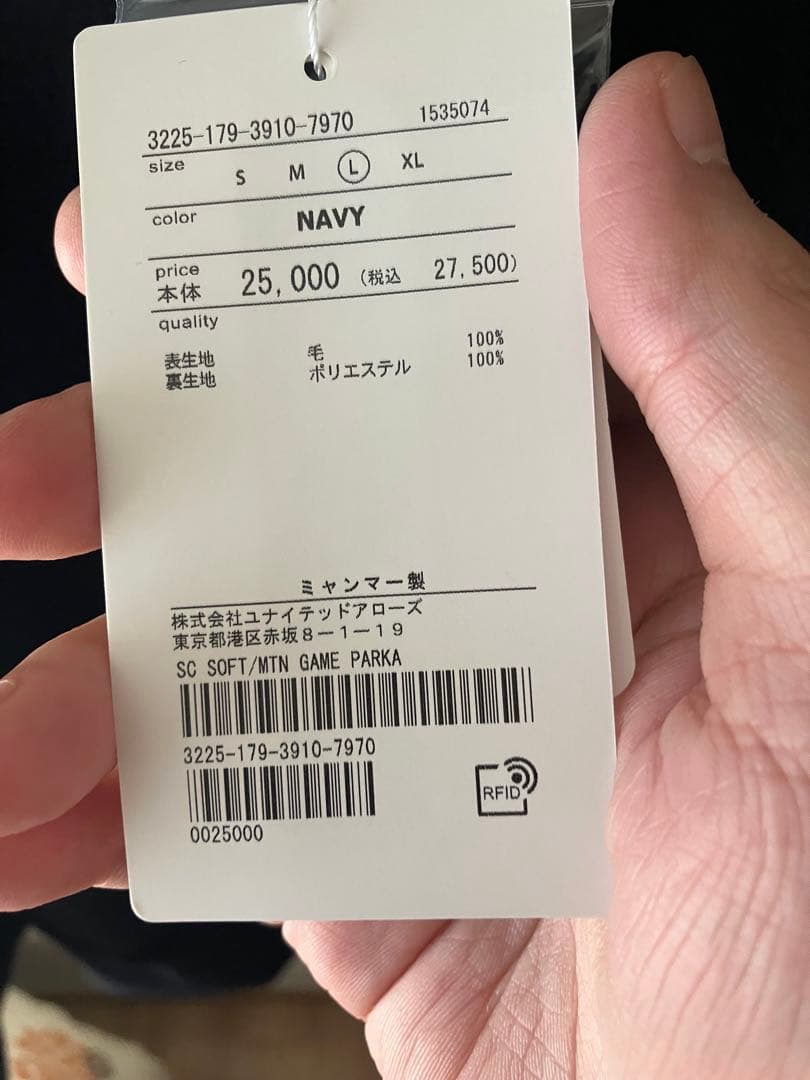 3225-179-3910-7970 1535074
size S M L XL
color NAVY
price
本体 25,000 (税込 27,500)
quality
表生地 毛 100%
裏生地 ポリエステル 100%
ミャンマー製
株式会社ユナイテッドアローズ
東京都港区赤坂8-1-19
SC SOFT/MTN GAME PARKA
3225-179-3910-7970
RFID
0025000